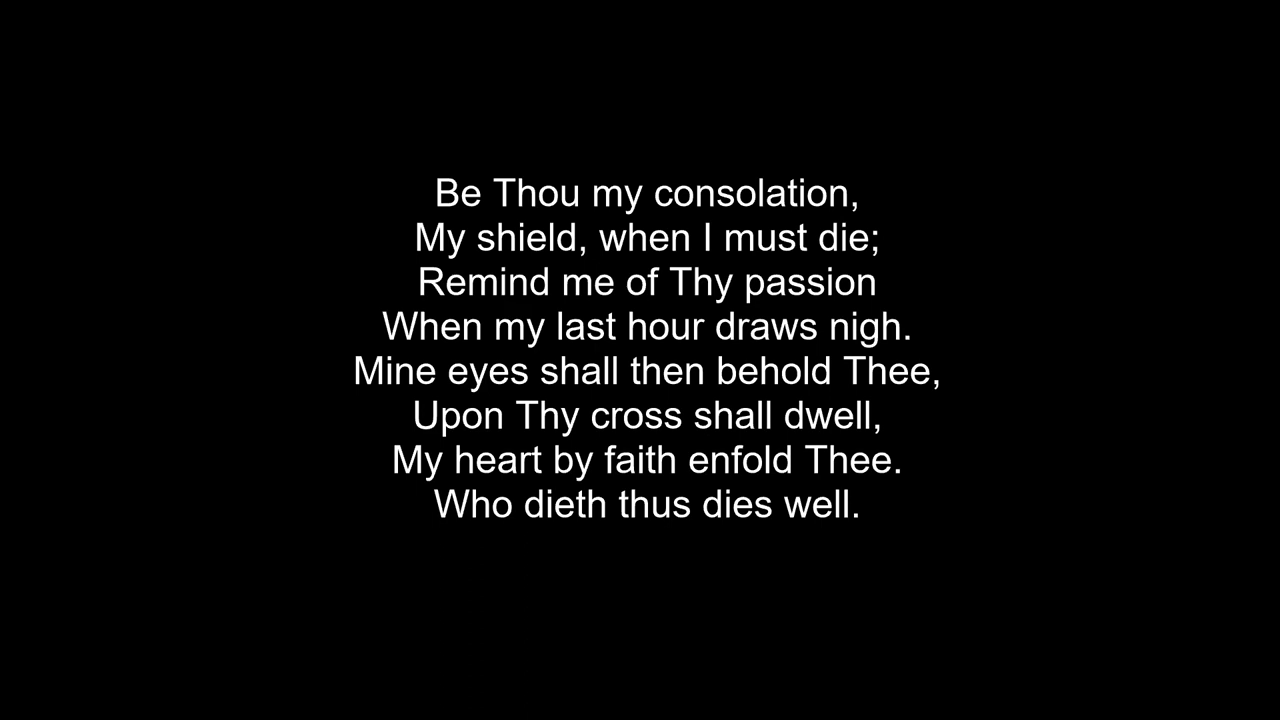 Be Thou my consolation,
My shield, when I must die;
Remind me of Thy passion
When my last hour draws nigh.
Mine eyes shall then behold Thee,
Upon Thy cross shall dwell,
My heart by faith enfold Thee.
Who dieth thus dies well.